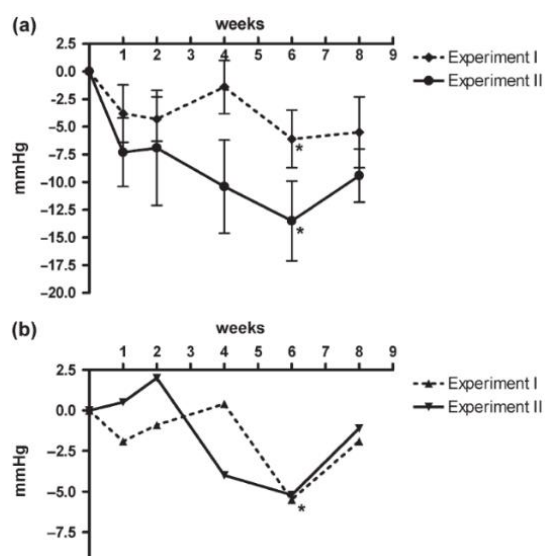 (a)
weeks
1 2 3 4 5 6 7 8 9
2.5
0.0
−2.5
−5.0
−7.5
−10.0
−12.5
−15.0
−17.5
−20.0
mmHg
*
*
Experiment I
Experiment II
(b)
weeks
1 2 3 4 5 6 7 8 9
2.5
0.0
−2.5
−5.0
−7.5
mmHg
*
Experiment I
Experiment II